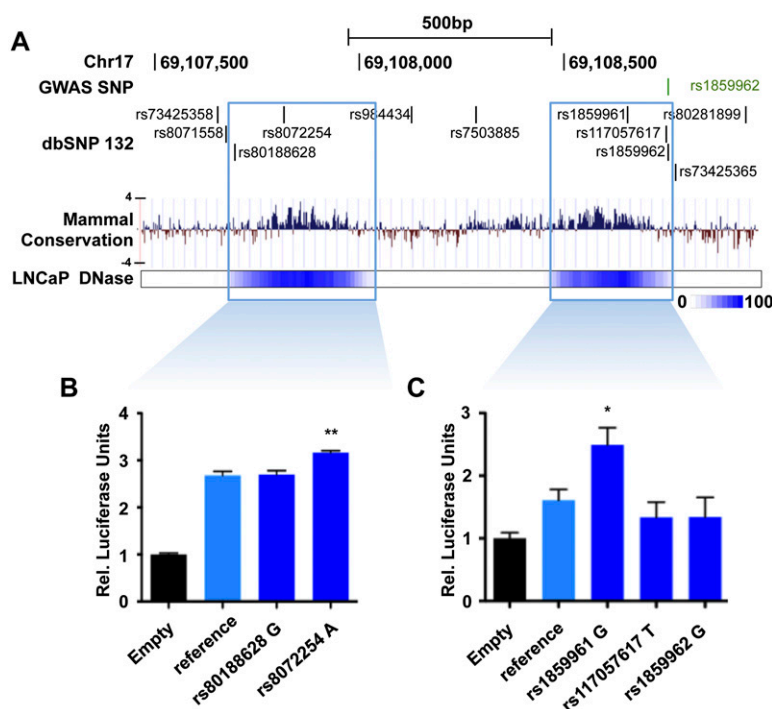 A
500bp
Chr17 69,107,500 69,108,000 69,108,500
GWAS SNP rs1859962
dbSNP 132
rs73425358 rs984434 rs1859961 rs80281899
rs8071558 rs8072254 rs7503885 rs117057617
rs80188628 rs1859962
rs73425365
4
Mammal
Conservation
-4
LNCaP DNase
0 100
B
Rel. Luciferase Units
4
3
2
1
0
**
Empty
reference
rs80188628 G
rs8072254 A
C
Rel. Luciferase Units
3
2
1
0
*
Empty
reference
rs1859961 G
rs117057617 T
rs1859962 G